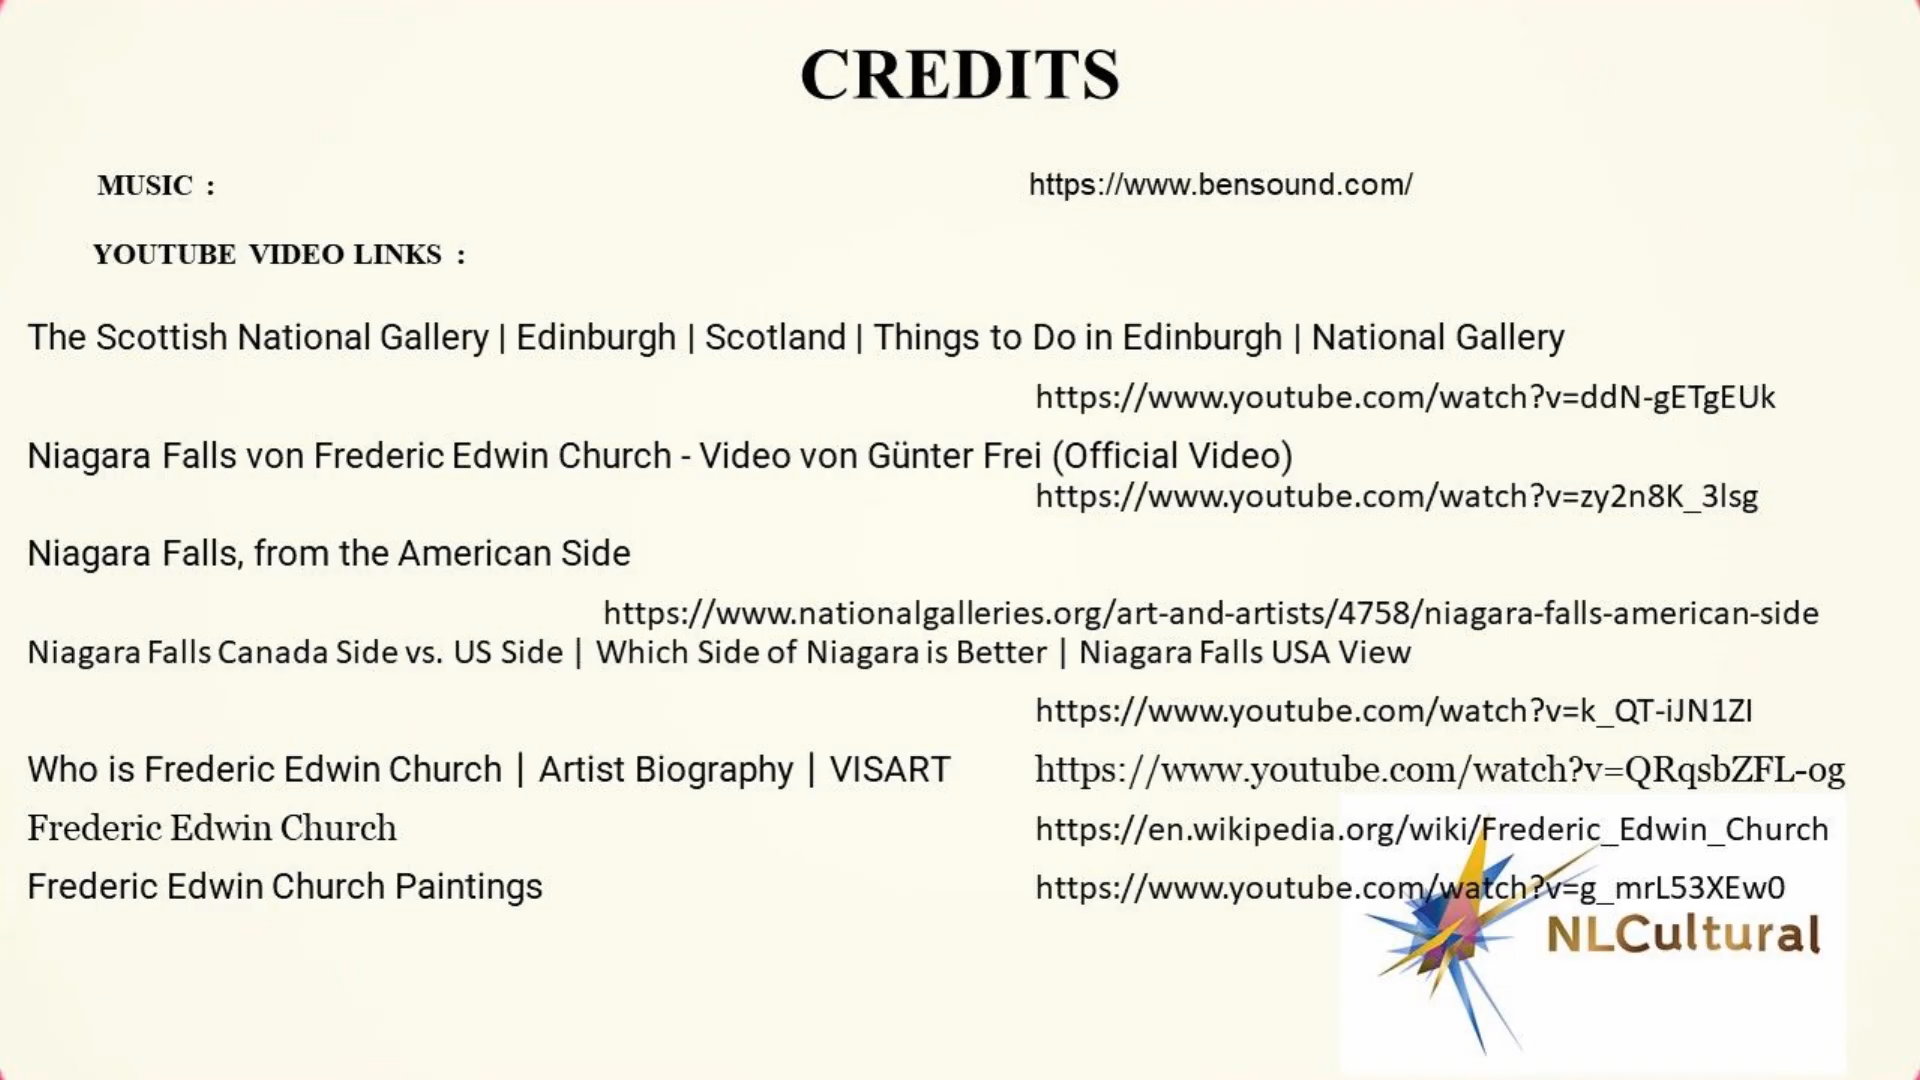 CREDITS
MUSIC : https://www.bensound.com/
YOUTUBE VIDEO LINKS :
The Scottish National Gallery | Edinburgh | Scotland | Things to Do in Edinburgh | National Gallery
https://www.youtube.com/watch?v=ddN-gETgEUk
Niagara Falls von Frederic Edwin Church - Video von Günter Frei (Official Video)
https://www.youtube.com/watch?v=zy2n8K_3lsg
Niagara Falls, from the American Side
https://www.nationalgalleries.org/art-and-artists/4758/niagara-falls-american-side
Niagara Falls Canada Side vs. US Side | Which Side of Niagara is Better | Niagara Falls USA View
https://www.youtube.com/watch?v=k_QT-iJN1ZI
Who is Frederic Edwin Church | Artist Biography | VISART https://www.youtube.com/watch?v=QRqsbZFL-og
Frederic Edwin Church https://en.wikipedia.org/wiki/Frederic_Edwin_Church
Frederic Edwin Church Paintings https://www.youtube.com/watch?v=g_mrL53XEw0
NLCultural